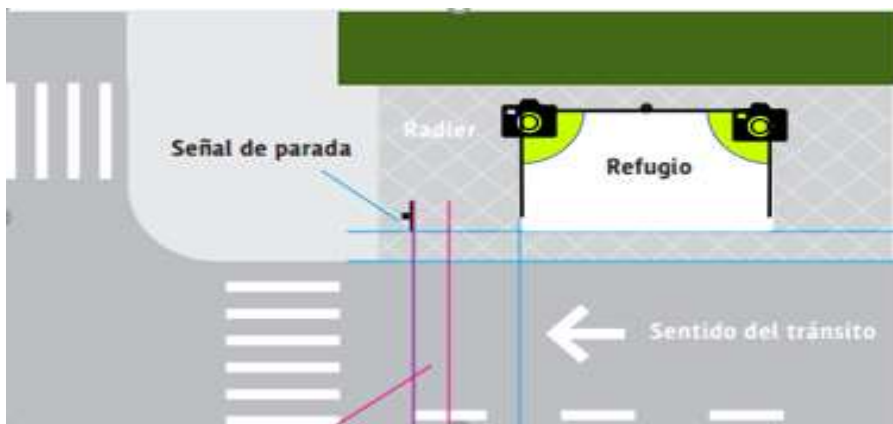 Radier
Señal de parada
Refugio
Sentido del tránsito